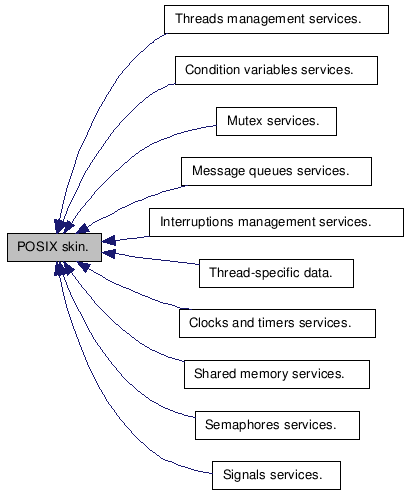 Threads management services.
Condition variables services.
Mutex services.
Message queues services.
Interruptions management services.
POSIX skin.
Thread-specific data.
Clocks and timers services.
Shared memory services.
Semaphores services.
Signals services.